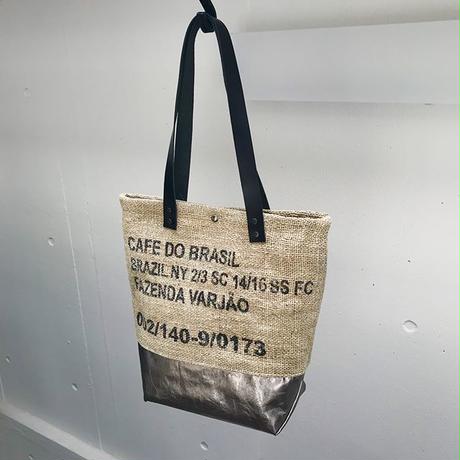 CAFE DO BRASIL
BRAZIL NY 2/3 SC 14/16 SS FC
FAZENDA VARJÃO
002/140-9/0173